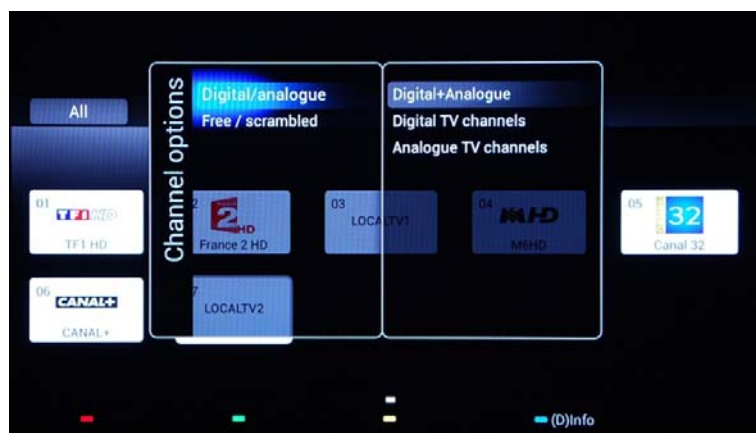 All
Channel options
Digital/analogue
Free / scrambled
Digital+Analogue
Digital TV channels
Analogue TV channels
01
TF1 HD
TF1 HD
2
2 HD
France 2 HD
03
LOCALTV1
04
M6HD
05
32
Canal 32
06
CANAL+
CANAL+
7
LOCALTV2
(D)Info